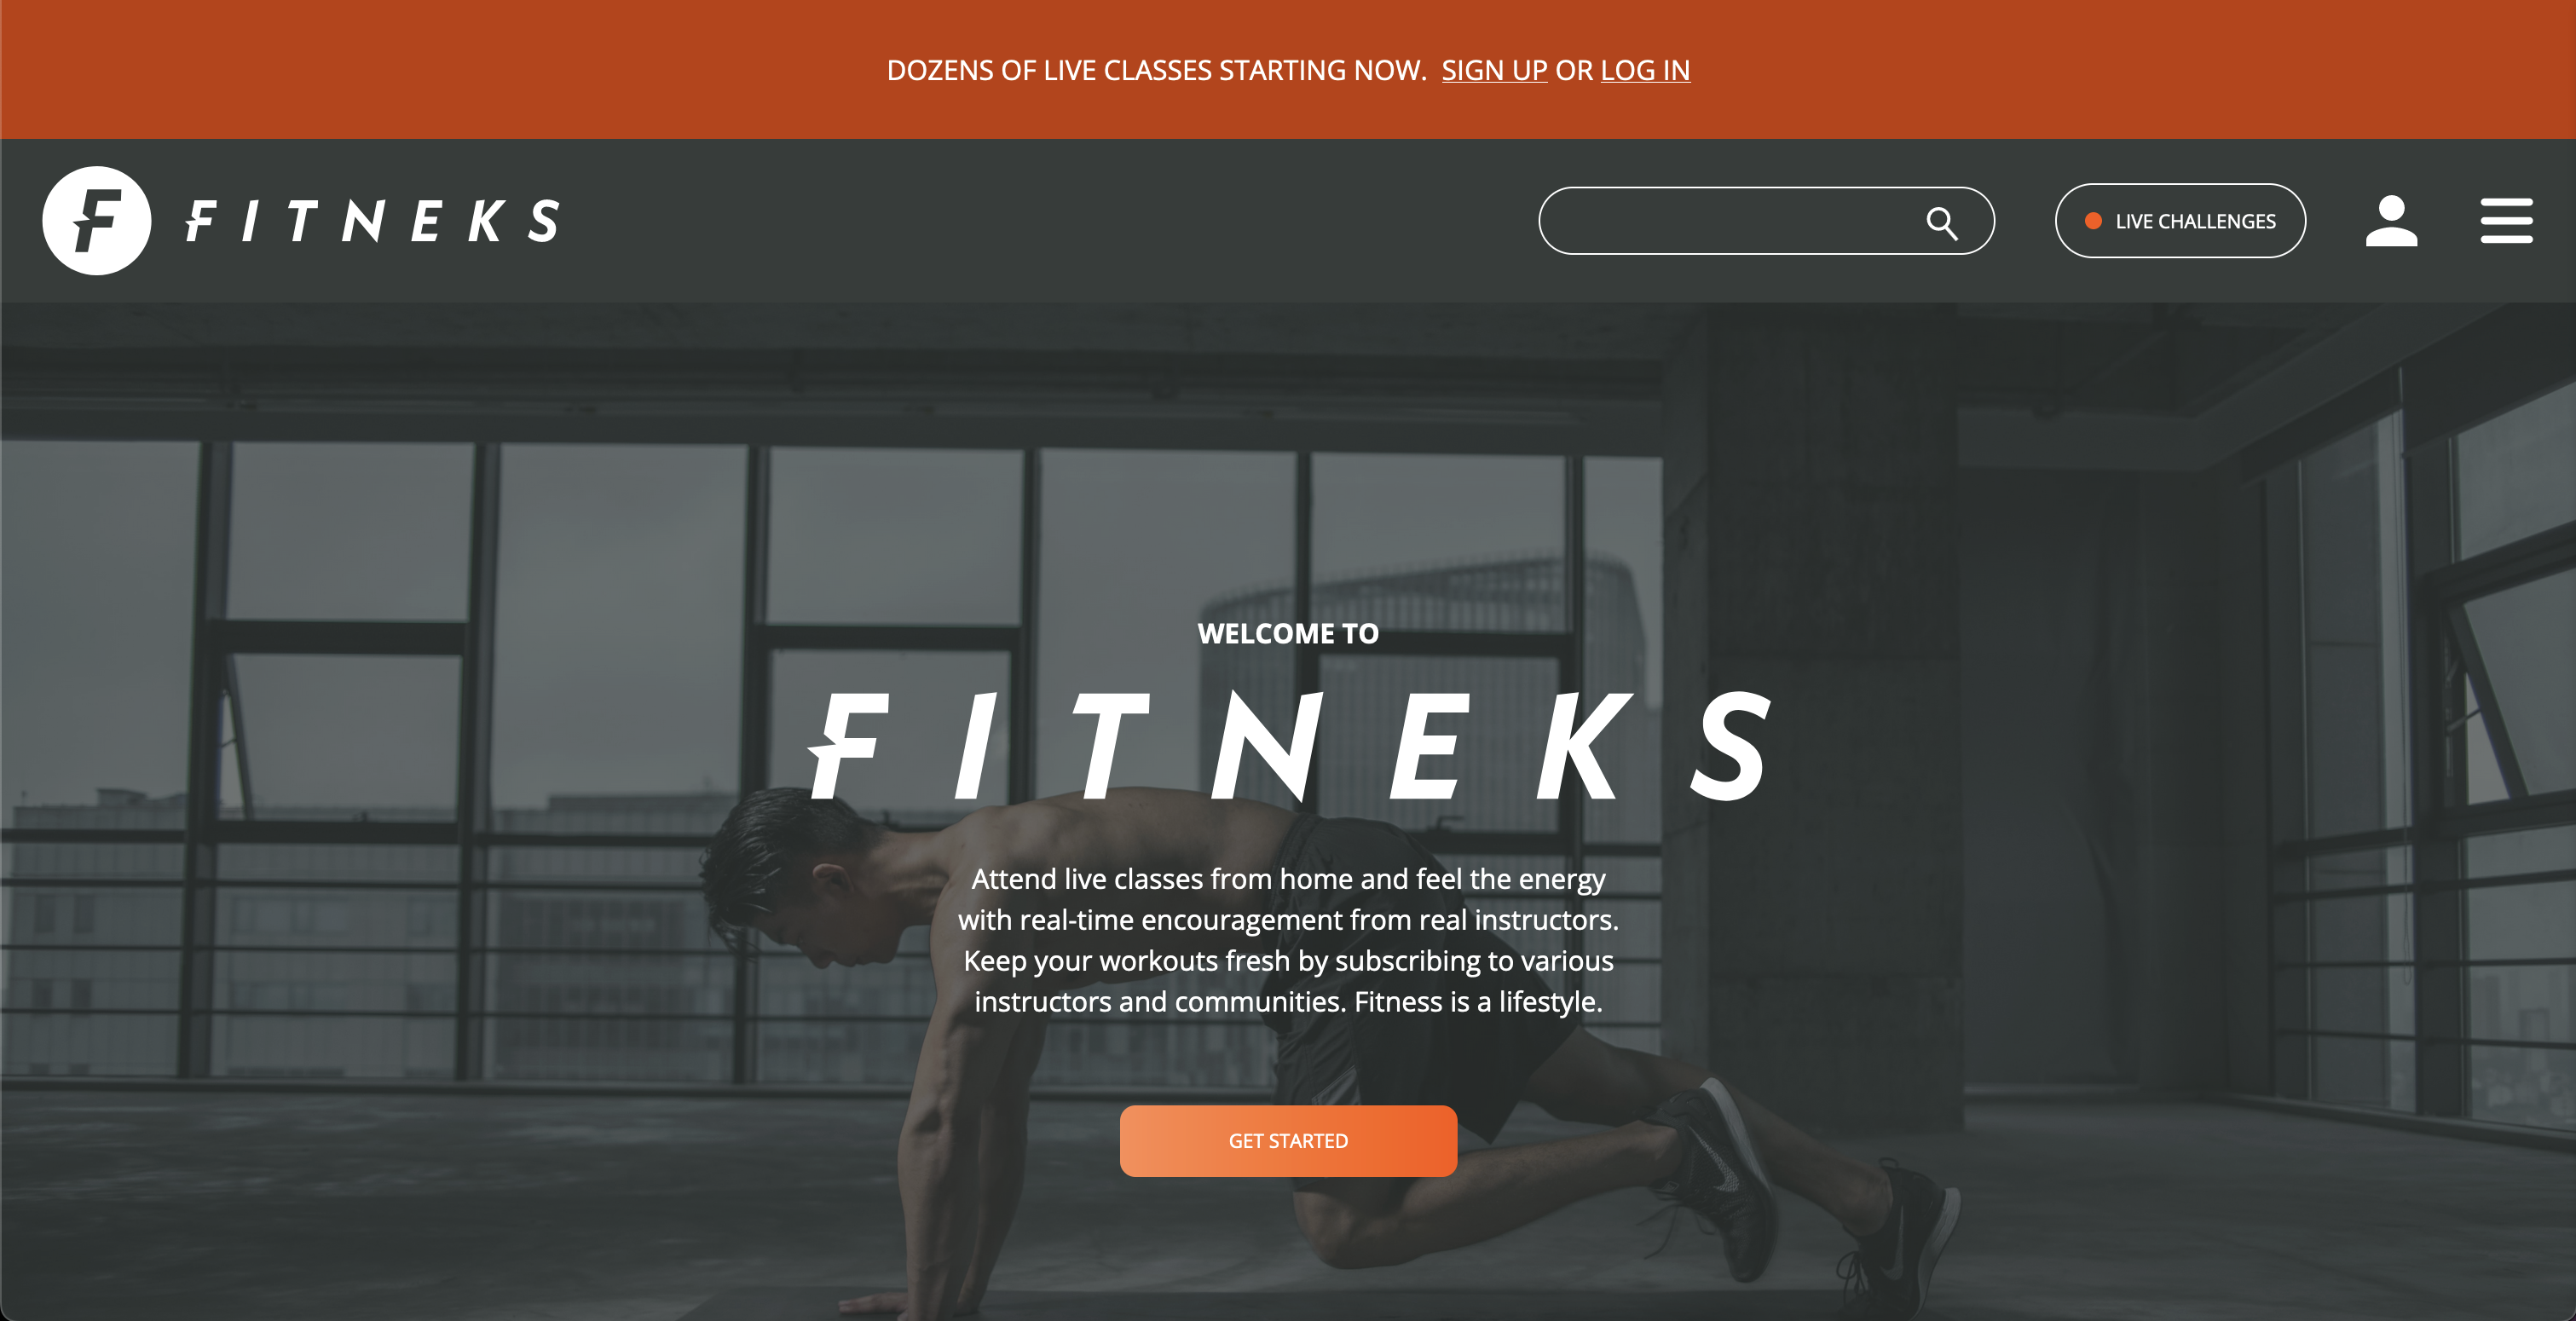 DOZENS OF LIVE CLASSES STARTING NOW. SIGN UP OR LOG IN
F FITNEKS
LIVE CHALLENGES
WELCOME TO
FITNEKS
Attend live classes from home and feel the energy
with real-time encouragement from real instructors.
Keep your workouts fresh by subscribing to various
instructors and communities. Fitness is a lifestyle.
GET STARTED